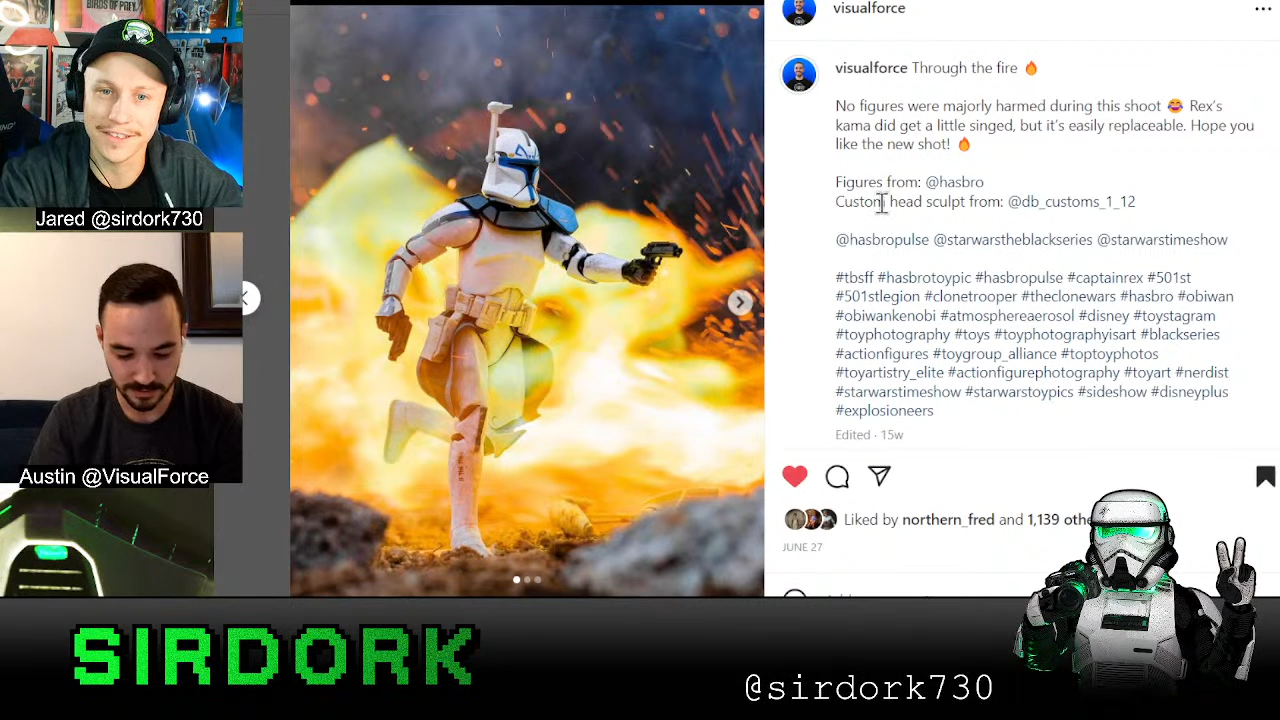 BIRDS OF PREY
Jared @sirdork730
Austin @VisualForce
visualforce
visualforce Through the fire 🔥
No figures were majorly harmed during this shoot 😂 Rex's
kama did get a little singed, but it's easily replaceable. Hope you
like the new shot! 🔥
Figures from: @hasbro
Custom head sculpt from: @db_customs_1_12
@hasbropulse @starwarstheblackseries @starwarstimeshow
#tbsff #hasbrotoypic #hasbropulse #captainrex #501st
#501stlegion #clonetrooper #theclonewars #hasbro #obiwan
#obiwankenobi #atmosphereaerosol #disney #toystagram
#toyphotography #toys #toyphotographyisart #blackseries
#actionfigures #toygroup_alliance #toptoyphotos
#toyartistry_elite #actionfigurephotography #toyart #nerdist
#starwarstimeshow #starwarstoypics #sideshow #disneyplus
#explosioneers
Edited · 15w
Liked by northern_fred and 1,139 othe
JUNE 27
SIRDORK
@sirdork730